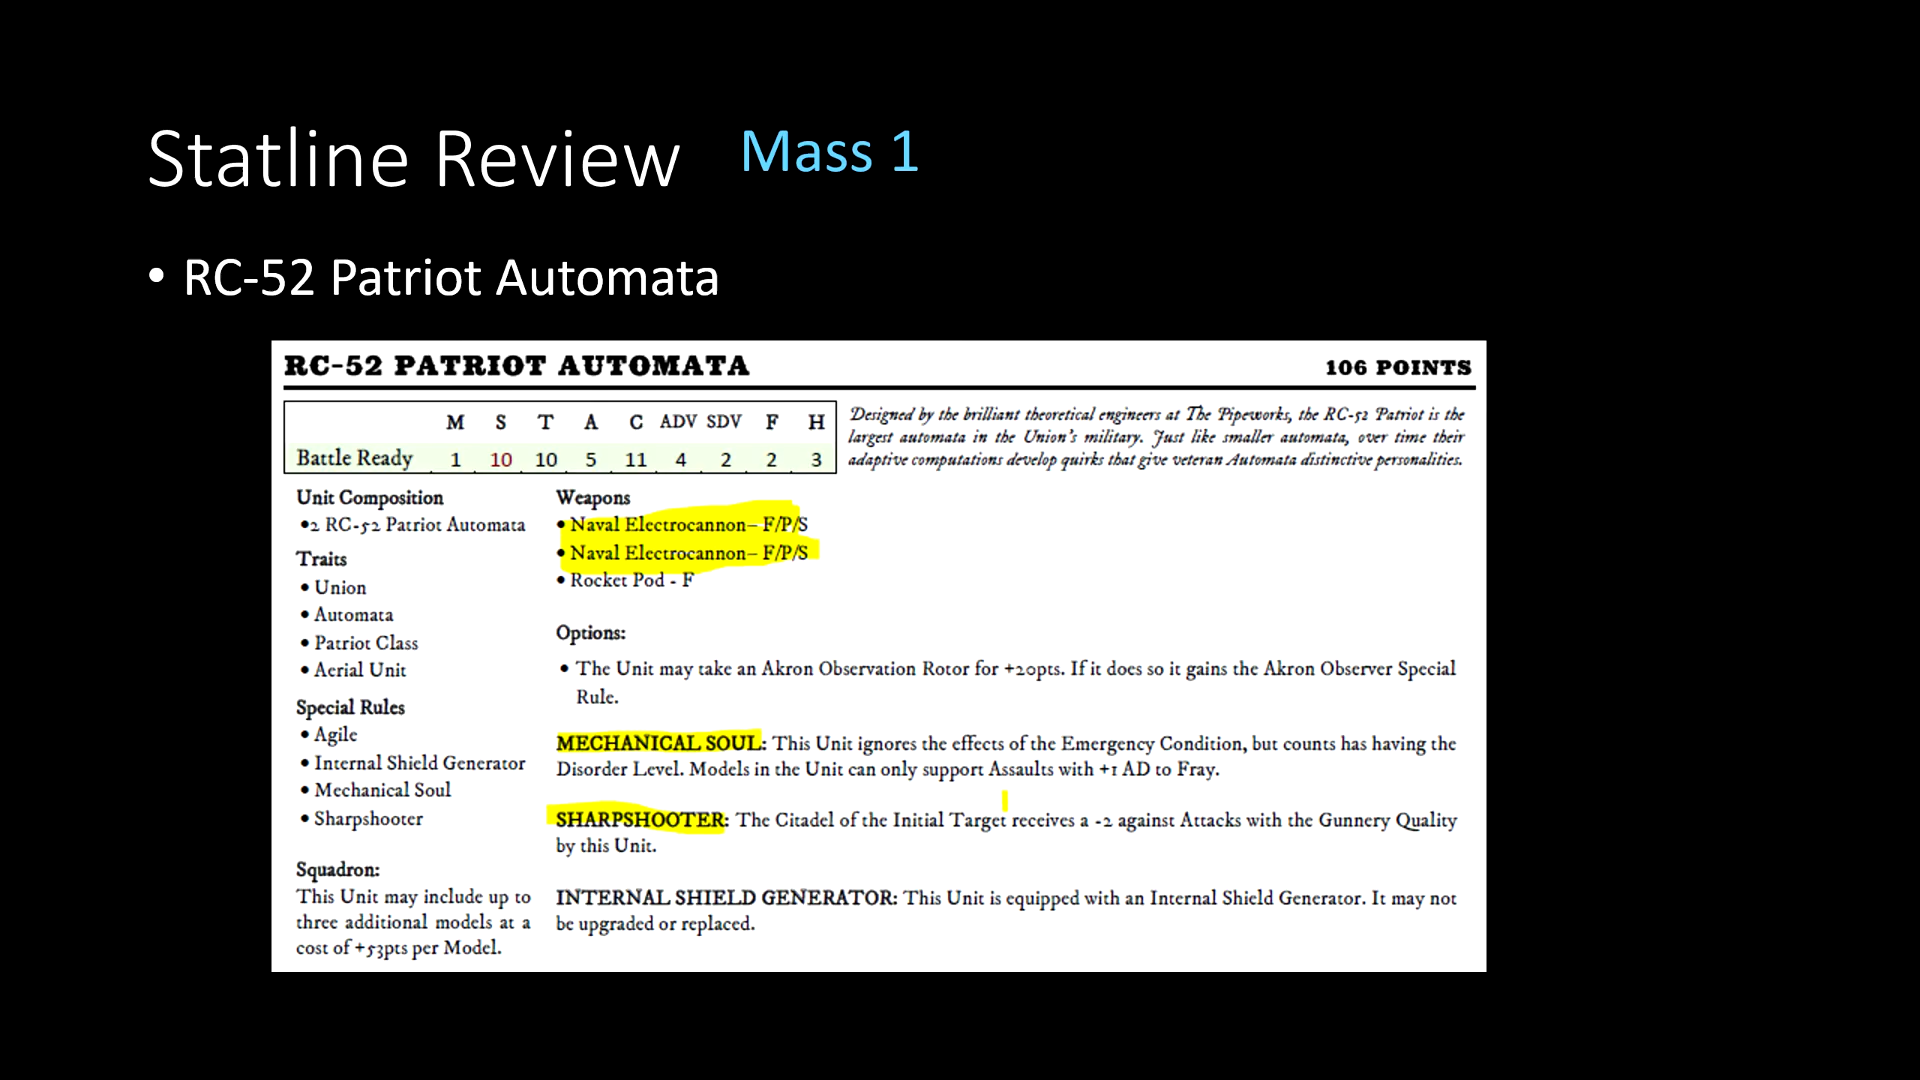 Statline Review Mass 1
• RC-52 Patriot Automata
RC-52 PATRIOT AUTOMATA 106 POINTS
M S T A C ADV SDV F H
Battle Ready 1 10 10 5 11 4 2 2 3
Designed by the brilliant theoretical engineers at The Pipeworks, the RC-52 Patriot is the
largest automata in the Union's military. Just like smaller automata, over time their
adaptive computations develop quirks that give veteran Automata distinctive personalities.
Unit Composition
•2 RC-52 Patriot Automata
Traits
• Union
• Automata
• Patriot Class
• Aerial Unit
Special Rules
• Agile
• Internal Shield Generator
• Mechanical Soul
• Sharpshooter
Squadron:
This Unit may include up to
three additional models at a
cost of +53pts per Model.
Weapons
• Naval Electrocannon– F/P/S
• Naval Electrocannon– F/P/S
• Rocket Pod - F
Options:
• The Unit may take an Akron Observation Rotor for +20pts. If it does so it gains the Akron Observer Special
Rule.
MECHANICAL SOUL: This Unit ignores the effects of the Emergency Condition, but counts has having the
Disorder Level. Models in the Unit can only support Assaults with +1 AD to Fray.
SHARPSHOOTER: The Citadel of the Initial Target receives a -2 against Attacks with the Gunnery Quality
by this Unit.
INTERNAL SHIELD GENERATOR: This Unit is equipped with an Internal Shield Generator. It may not
be upgraded or replaced.